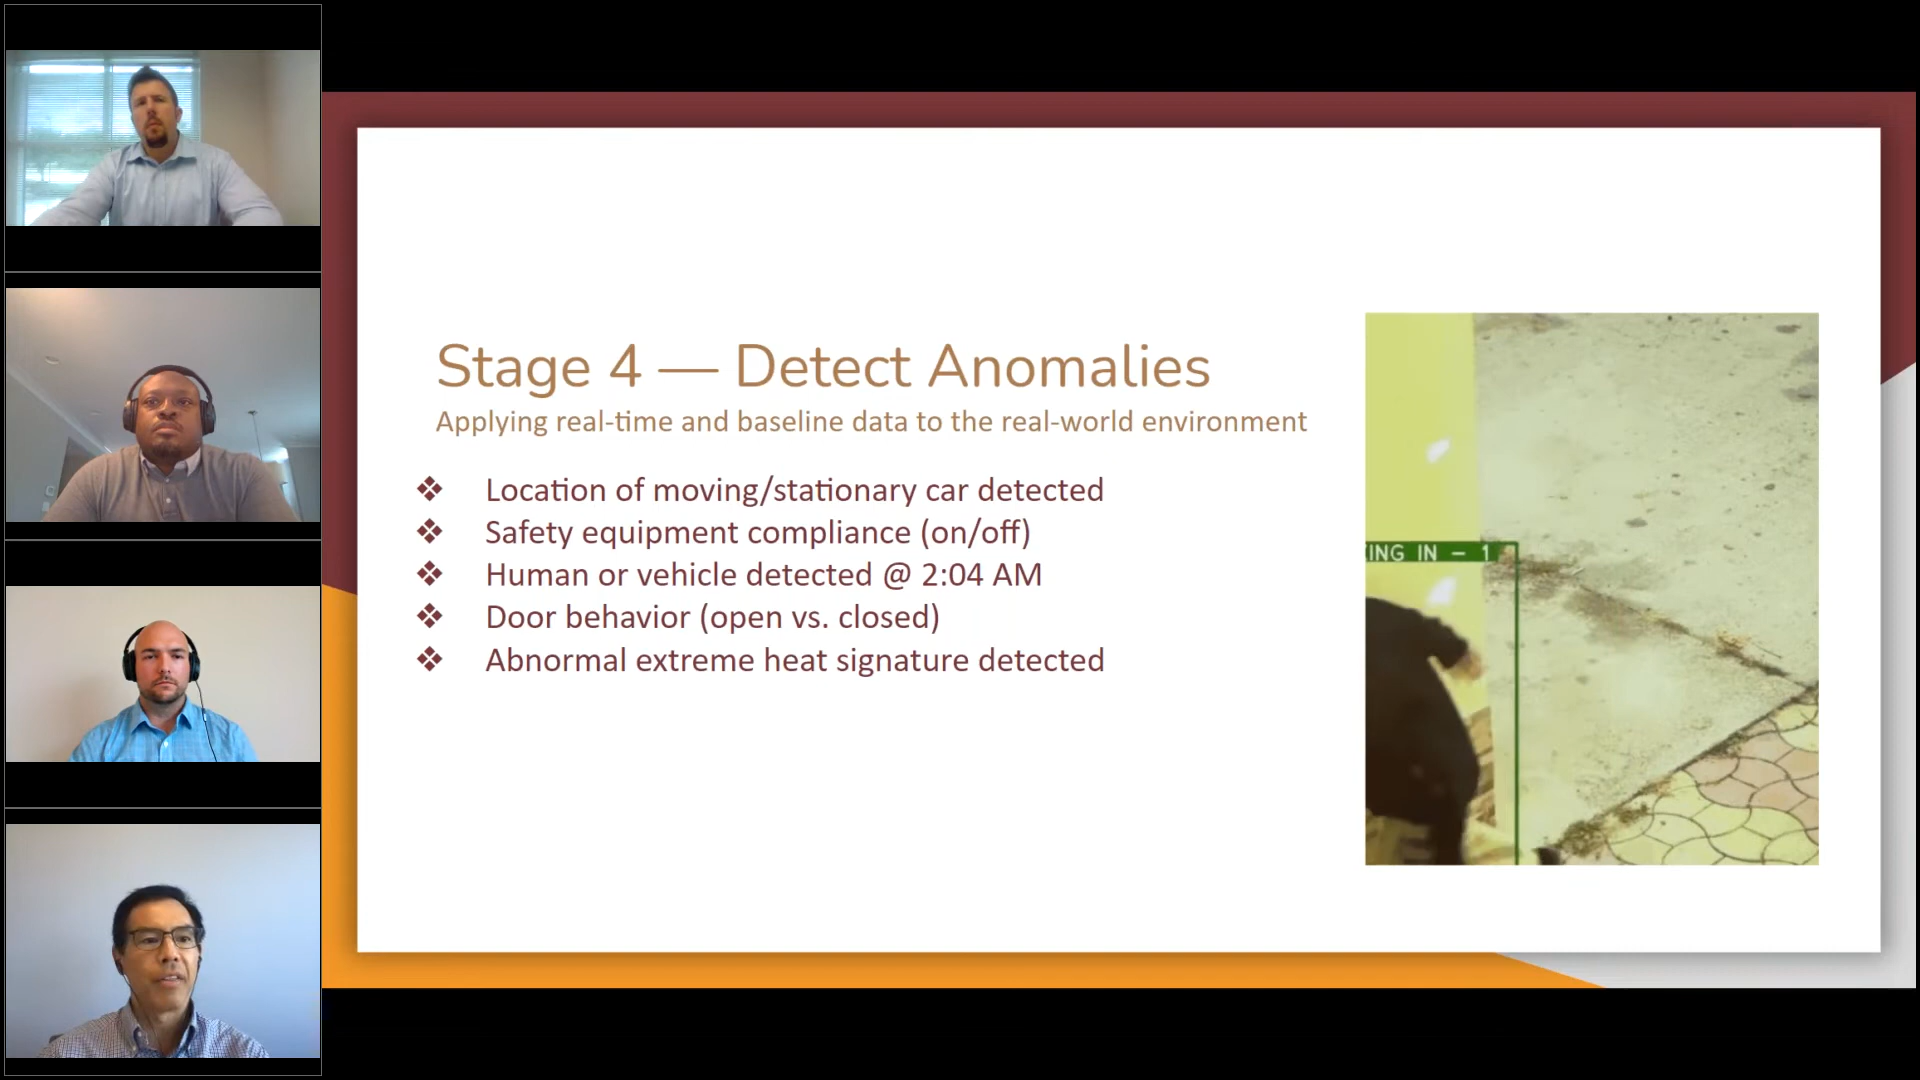 Stage 4 — Detect Anomalies
Applying real-time and baseline data to the real-world environment
❖ Location of moving/stationary car detected
❖ Safety equipment compliance (on/off)
❖ Human or vehicle detected @ 2:04 AM
❖ Door behavior (open vs. closed)
❖ Abnormal extreme heat signature detected
KING IN - 1